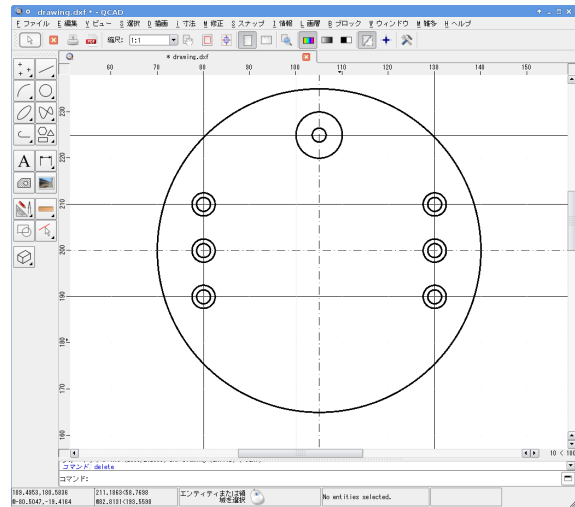 drawing.dxf * - QCAD
F ファイル E 編集 V ビュー S 選択 D 描画 i 寸法 M 修正 S スナップ I 情報 L 画層 B ブロック W ウィンドウ M 雑多 H ヘルプ
PDF 縮尺: 1:1
* drawing.dxf
60 70 80 90 100 110 120 130 140 150
230
220
210
200
190
180
170
160
A
10 < 100
コマンド: delete
コマンド:
189.4953,180.5836 211.1863<58.7698 エンティティまたは領 No entities selected.
@-80.5047,-19.4164 @82.8131<193.5598 域を選択